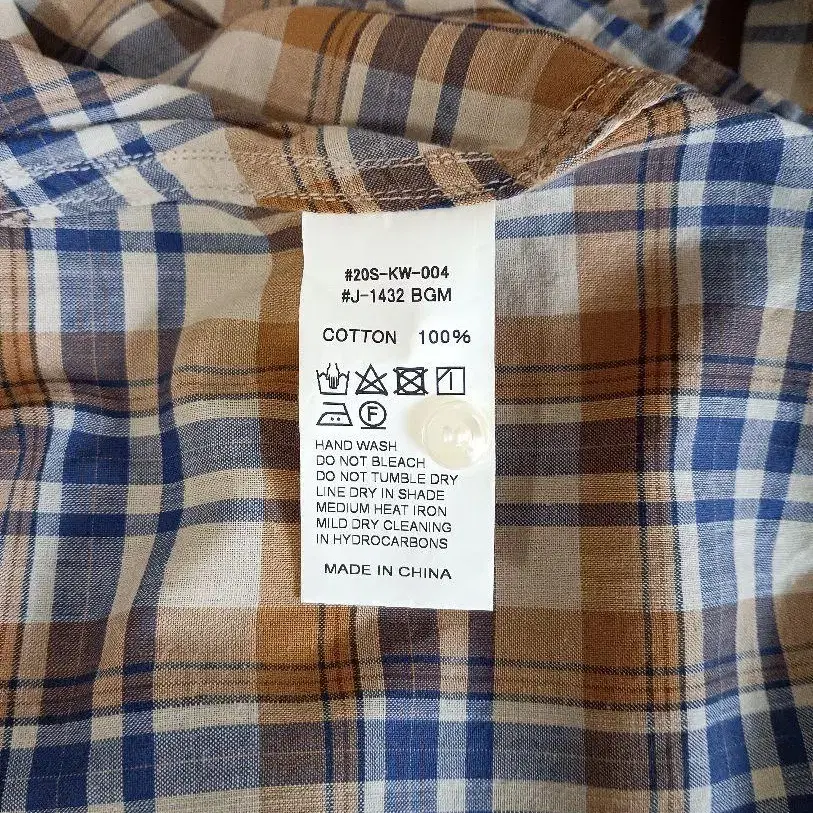 #20S-KW-004
#J-1432 BGM
COTTON 100%
F
HAND WASH
DO NOT BLEACH
DO NOT TUMBLE DRY
LINE DRY IN SHADE
MEDIUM HEAT IRON
MILD DRY CLEANING
IN HYDROCARBONS
MADE IN CHINA